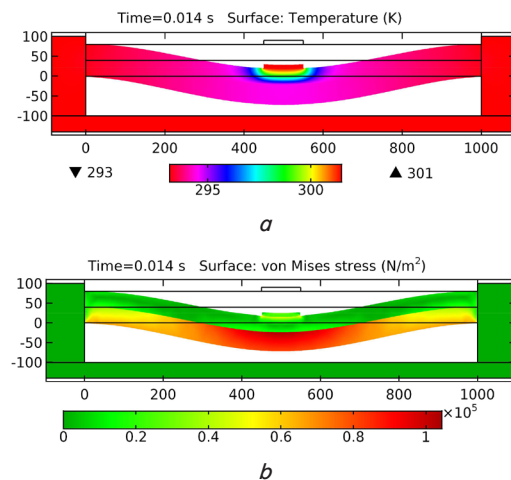 Time=0.014 s   Surface: Temperature (K)
100
50
0
-50
-100
0 200 400 600 800 1000
▼ 293
295 300
▲ 301
a
Time=0.014 s   Surface: von Mises stress (N/m²)
100
50
0
-50
-100
0 200 400 600 800 1000
×10⁵
0 0.2 0.4 0.6 0.8 1
b